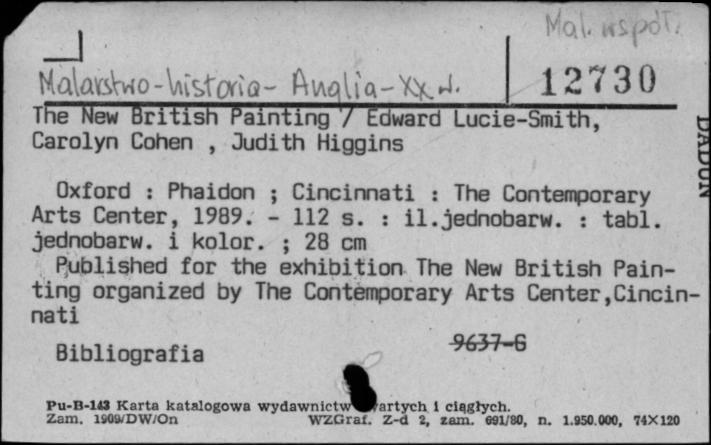 Mal. współ.
Malarstwo-historia- Anglia-XX w.
12730
The New British Painting / Edward Lucie-Smith,
Carolyn Cohen , Judith Higgins
DADUN
Oxford : Phaidon ; Cincinnati : The Contemporary
Arts Center, 1989. - 112 s. : il.jednobarw. : tabl.
jednobarw. i kolor. ; 28 cm
Published for the exhibition The New British Pain-
ting organized by The Contemporary Arts Center,Cincin-
nati
9637-G
Bibliografia
Pu-B-143 Karta katalogowa wydawnictw wartych i ciągłych.
Zam. 1909/DW/On WZGraf. Z-d 2, zam. 691/80, n. 1.950.000, 74X120